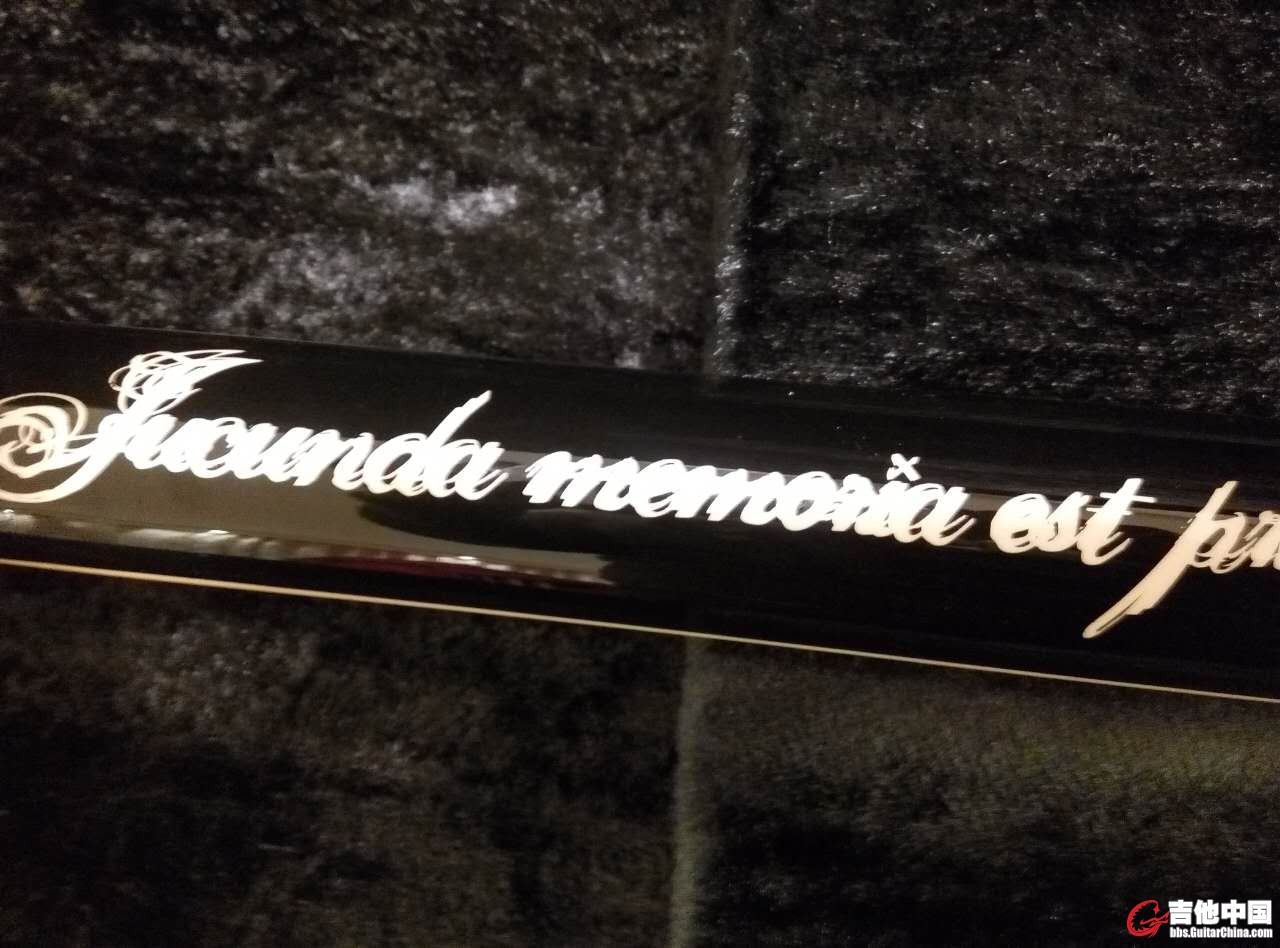 Jucunda memoria est pr
吉他中国
bbs.GuitarChina.com